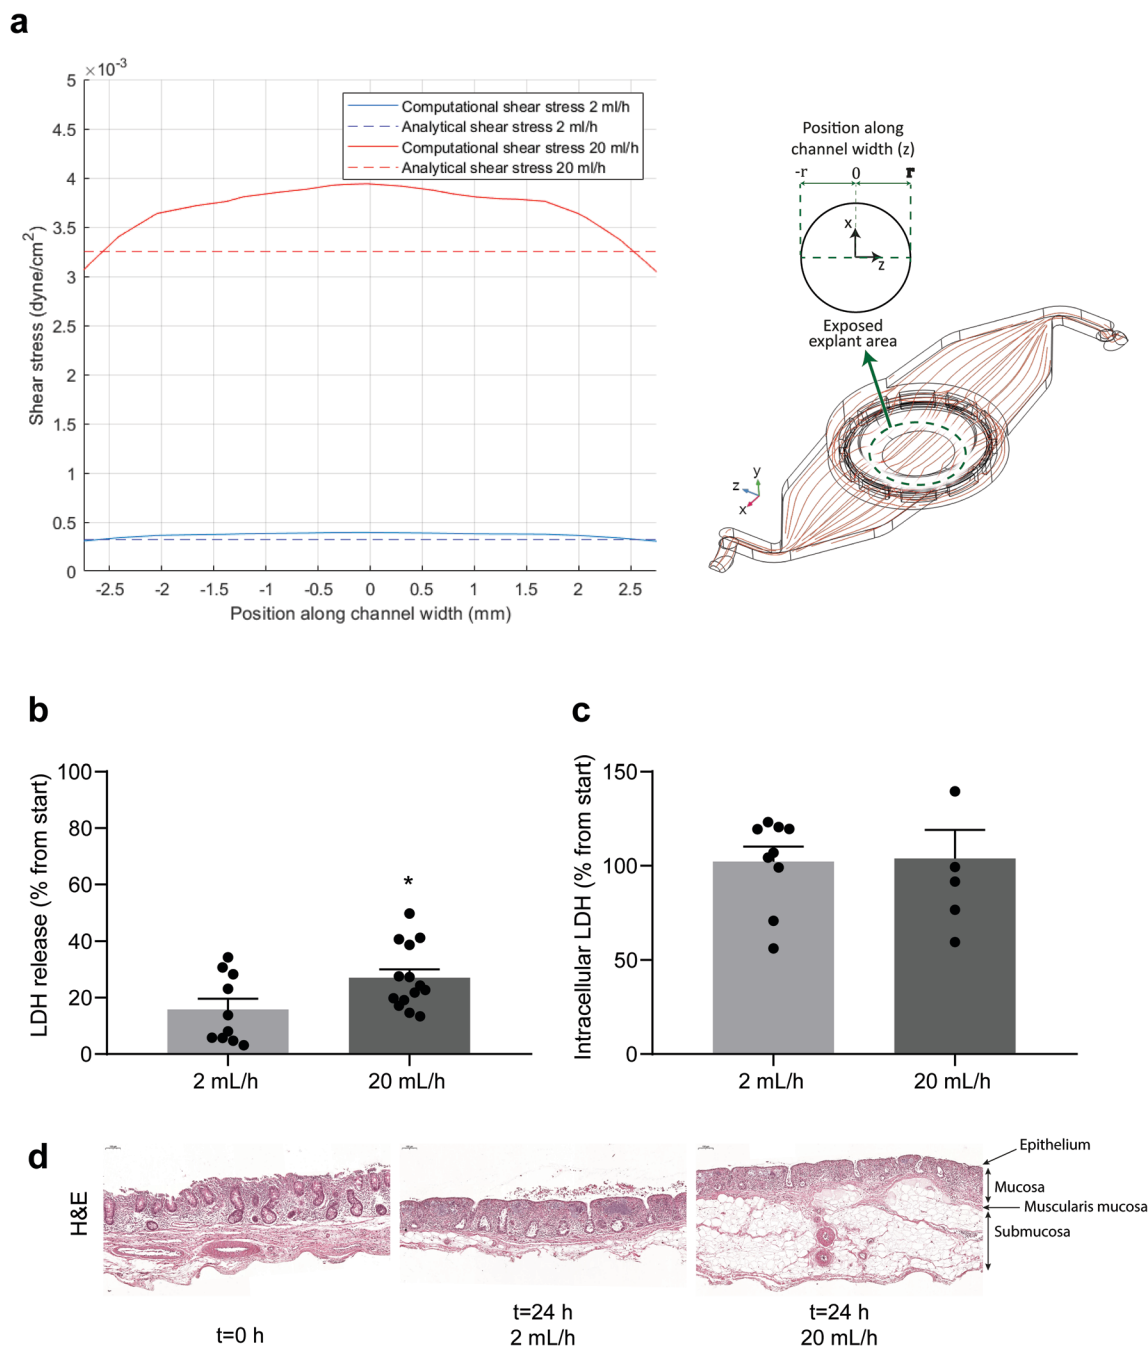 a
×10-3
5
4.5
4
3.5
3
2.5
2
1.5
1
0.5
0
Shear stress (dyne/cm2)
Computational shear stress 2 ml/h
Analytical shear stress 2 ml/h
Computational shear stress 20 ml/h
Analytical shear stress 20 ml/h
-2.5 -2 -1.5 -1 -0.5 0 0.5 1 1.5 2 2.5
Position along channel width (mm)
Position along
channel width (z)
-r 0 r
x
z
Exposed
explant area
y
z
x
b
LDH release (% from start)
100
80
60
40
20
0
*
2 mL/h 20 mL/h
c
Intracellular LDH (% from start)
150
100
50
0
2 mL/h 20 mL/h
d
H&E
Epithelium
Mucosa
Muscularis mucosa
Submucosa
t=0 h
t=24 h
2 mL/h
t=24 h
20 mL/h